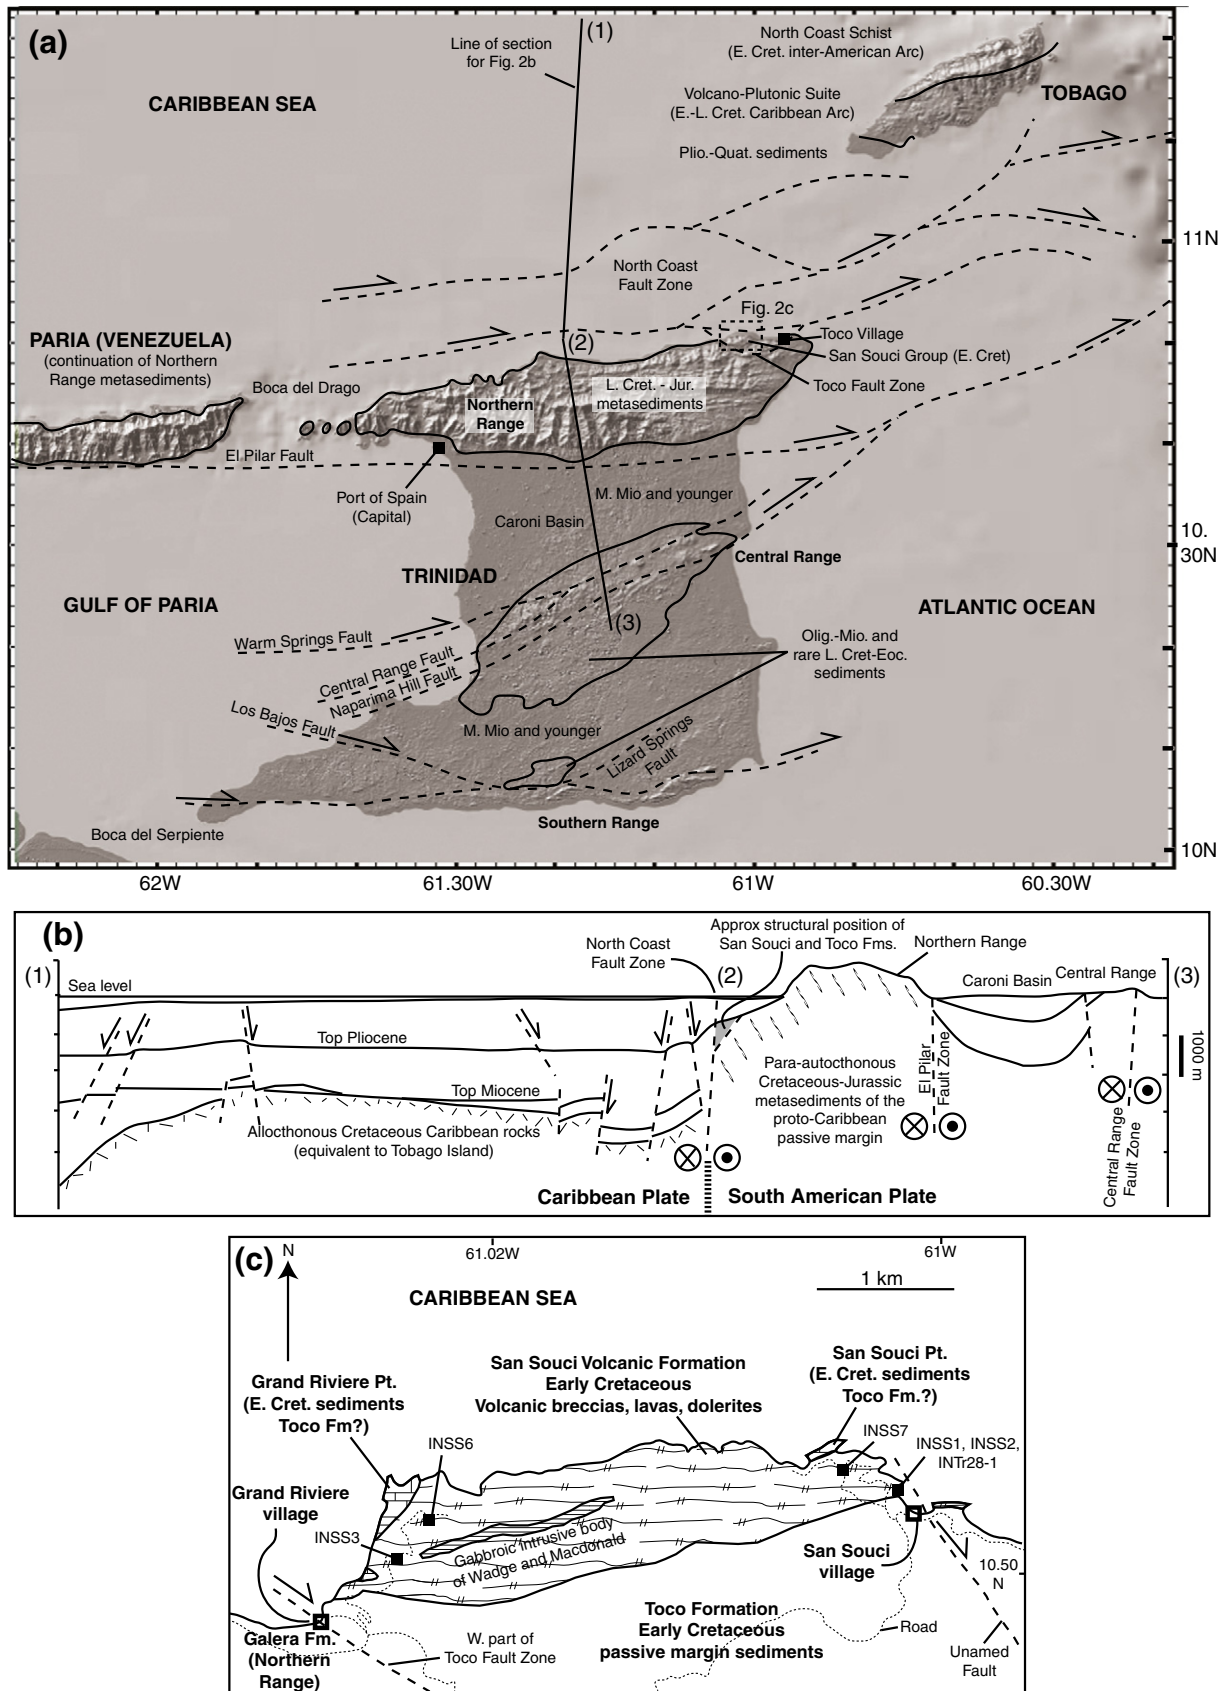 (a)
Line of section
for Fig. 2b
(1)
North Coast Schist
(E. Cret. inter-American Arc)
CARIBBEAN SEA
Volcano-Plutonic Suite
(E.-L. Cret. Caribbean Arc)
TOBAGO
Plio.-Quat. sediments
11N
North Coast
Fault Zone
Fig. 2c
PARIA (VENEZUELA)
(continuation of Northern
Range metasediments)
(2)
Toco Village
San Souci Group (E. Cret)
Boca del Drago
L. Cret. - Jur.
metasediments
Toco Fault Zone
Northern
Range
El Pilar Fault
Port of Spain
(Capital)
M. Mio and younger
Caroni Basin
10.
30N
Central Range
TRINIDAD
GULF OF PARIA
ATLANTIC OCEAN
(3)
Warm Springs Fault
Olig.-Mio. and
rare L. Cret-Eoc.
sediments
Central Range Fault
Naparima Hill Fault
Los Bajos Fault
M. Mio and younger
Lizard Springs
Fault
Southern Range
Boca del Serpiente
10N
62W
61.30W
61W
60.30W
(b)
Approx structural position of
San Souci and Toco Fms.
North Coast
Fault Zone
Northern Range
(1)
Sea level
(2)
Caroni Basin
Central Range
(3)
Top Pliocene
1000 m
Top Miocene
Para-autocthonous
Cretaceous-Jurassic
metasediments of the
proto-Caribbean
passive margin
El Pilar
Fault Zone
Allocthonous Cretaceous Caribbean rocks
(equivalent to Tobago Island)
Central Range
Fault Zone
Caribbean Plate
South American Plate
(c)
N
61.02W
61W
1 km
CARIBBEAN SEA
San Souci Volcanic Formation
Early Cretaceous
Volcanic breccias, lavas, dolerites
San Souci Pt.
(E. Cret. sediments
Toco Fm.?)
Grand Riviere Pt.
(E. Cret. sediments
Toco Fm?)
INSS6
INSS7
INSS1, INSS2,
INTr28-1
Grand Riviere
village
INSS3
Gabbroic intrusive body
of Wadge and Macdonald
San Souci
village
10.50
N
Toco Formation
Early Cretaceous
passive margin sediments
Road
Galera Fm.
(Northern
Range)
W. part of
Toco Fault Zone
Unamed
Fault